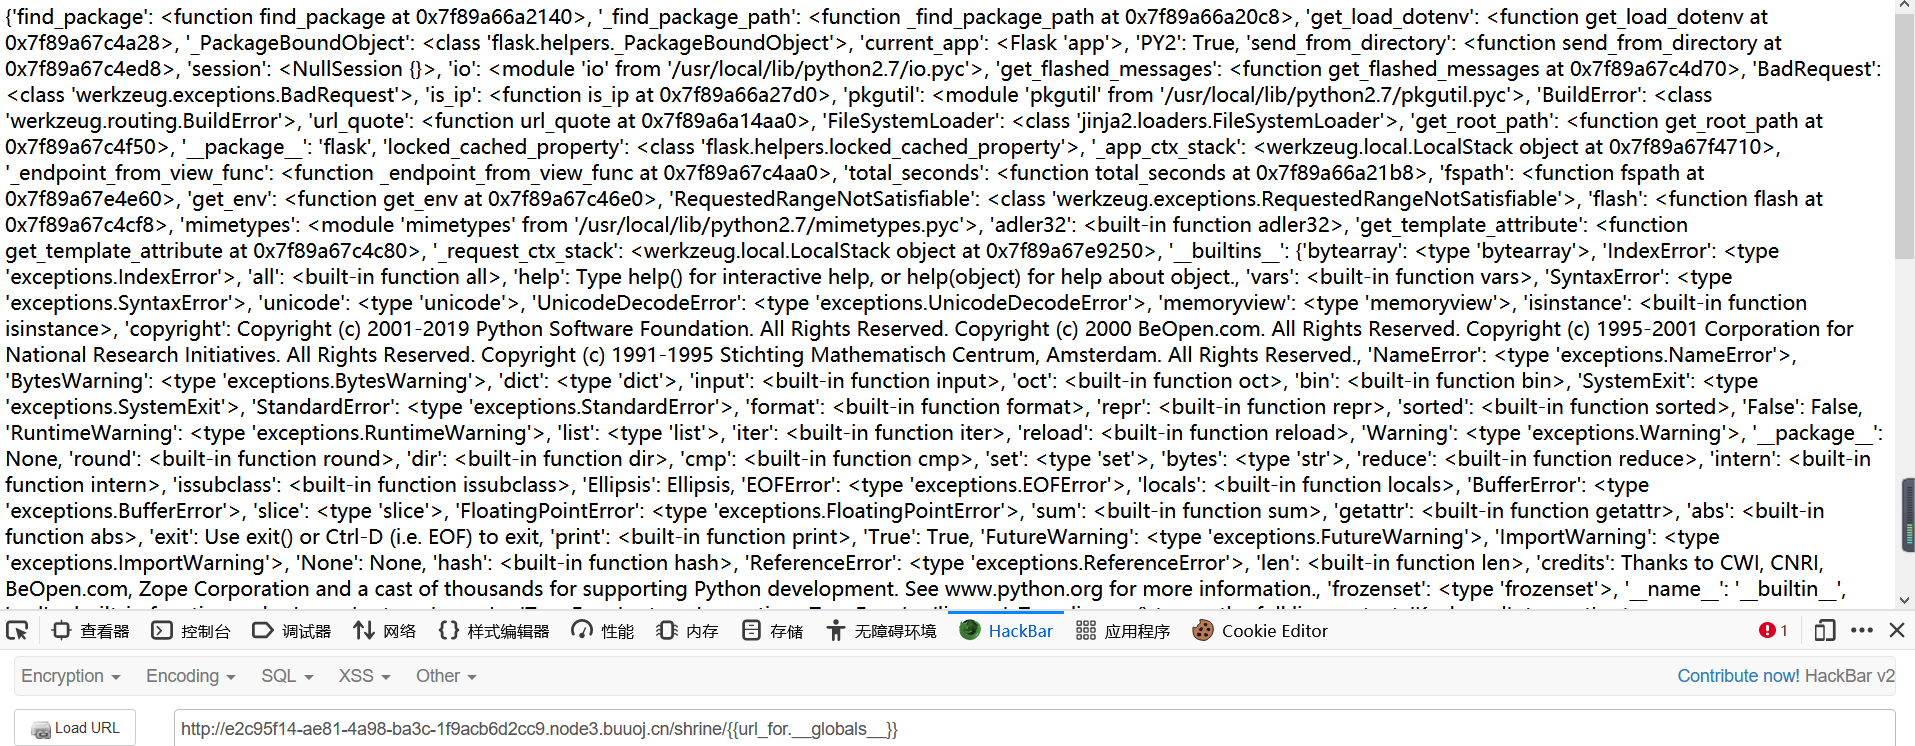 {'find_package': <function find_package at 0x7f89a66a2140>, '_find_package_path': <function _find_package_path at 0x7f89a66a20c8>, 'get_load_dotenv': <function get_load_dotenv at
0x7f89a67c4a28>, '_PackageBoundObject': <class 'flask.helpers._PackageBoundObject'>, 'current_app': <Flask 'app'>, 'PY2': True, 'send_from_directory': <function send_from_directory at
0x7f89a67c4ed8>, 'session': <NullSession {}>, 'io': <module 'io' from '/usr/local/lib/python2.7/io.pyc'>, 'get_flashed_messages': <function get_flashed_messages at 0x7f89a67c4d70>, 'BadRequest':
<class 'werkzeug.exceptions.BadRequest'>, 'is_ip': <function is_ip at 0x7f89a66a27d0>, 'pkgutil': <module 'pkgutil' from '/usr/local/lib/python2.7/pkgutil.pyc'>, 'BuildError': <class
'werkzeug.routing.BuildError'>, 'url_quote': <function url_quote at 0x7f89a6a14aa0>, 'FileSystemLoader': <class 'jinja2.loaders.FileSystemLoader'>, 'get_root_path': <function get_root_path at
0x7f89a67c4f50>, '__package__': 'flask', 'locked_cached_property': <class 'flask.helpers.locked_cached_property'>, '_app_ctx_stack': <werkzeug.local.LocalStack object at 0x7f89a67f4710>,
'_endpoint_from_view_func': <function _endpoint_from_view_func at 0x7f89a67c4aa0>, 'total_seconds': <function total_seconds at 0x7f89a66a21b8>, 'fspath': <function fspath at
0x7f89a67e4e60>, 'get_env': <function get_env at 0x7f89a67c46e0>, 'RequestedRangeNotSatisfiable': <class 'werkzeug.exceptions.RequestedRangeNotSatisfiable'>, 'flash': <function flash at
0x7f89a67c4cf8>, 'mimetypes': <module 'mimetypes' from '/usr/local/lib/python2.7/mimetypes.pyc'>, 'adler32': <built-in function adler32>, 'get_template_attribute': <function
get_template_attribute at 0x7f89a67c4c80>, '_request_ctx_stack': <werkzeug.local.LocalStack object at 0x7f89a67e9250>, '__builtins__': {'bytearray': <type 'bytearray'>, 'IndexError': <type
'exceptions.IndexError'>, 'all': <built-in function all>, 'help': Type help() for interactive help, or help(object) for help about object., 'vars': <built-in function vars>, 'SyntaxError': <type
'exceptions.SyntaxError'>, 'unicode': <type 'unicode'>, 'UnicodeDecodeError': <type 'exceptions.UnicodeDecodeError'>, 'memoryview': <type 'memoryview'>, 'isinstance': <built-in function
isinstance>, 'copyright': Copyright (c) 2001-2019 Python Software Foundation. All Rights Reserved. Copyright (c) 2000 BeOpen.com. All Rights Reserved. Copyright (c) 1995-2001 Corporation for
National Research Initiatives. All Rights Reserved. Copyright (c) 1991-1995 Stichting Mathematisch Centrum, Amsterdam. All Rights Reserved., 'NameError': <type 'exceptions.NameError'>,
'BytesWarning': <type 'exceptions.BytesWarning'>, 'dict': <type 'dict'>, 'input': <built-in function input>, 'oct': <built-in function oct>, 'bin': <built-in function bin>, 'SystemExit': <type
'exceptions.SystemExit'>, 'StandardError': <type 'exceptions.StandardError'>, 'format': <built-in function format>, 'repr': <built-in function repr>, 'sorted': <built-in function sorted>, 'False': False,
'RuntimeWarning': <type 'exceptions.RuntimeWarning'>, 'list': <type 'list'>, 'iter': <built-in function iter>, 'reload': <built-in function reload>, 'Warning': <type 'exceptions.Warning'>, '__package__':
None, 'round': <built-in function round>, 'dir': <built-in function dir>, 'cmp': <built-in function cmp>, 'set': <type 'set'>, 'bytes': <type 'str'>, 'reduce': <built-in function reduce>, 'intern': <built-in
function intern>, 'issubclass': <built-in function issubclass>, 'Ellipsis': Ellipsis, 'EOFError': <type 'exceptions.EOFError'>, 'locals': <built-in function locals>, 'BufferError': <type
'exceptions.BufferError'>, 'slice': <type 'slice'>, 'FloatingPointError': <type 'exceptions.FloatingPointError'>, 'sum': <built-in function sum>, 'getattr': <built-in function getattr>, 'abs': <built-in
function abs>, 'exit': Use exit() or Ctrl-D (i.e. EOF) to exit, 'print': <built-in function print>, 'True': True, 'FutureWarning': <type 'exceptions.FutureWarning'>, 'ImportWarning': <type
'exceptions.ImportWarning'>, 'None': None, 'hash': <built-in function hash>, 'ReferenceError': <type 'exceptions.ReferenceError'>, 'len': <built-in function len>, 'credits': Thanks to CWI, CNRI,
BeOpen.com, Zope Corporation and a cast of thousands for supporting Python development. See www.python.org for more information., 'frozenset': <type 'frozenset'>, '__name__': '__builtin__',
查看器 控制台 调试器 网络 {} 样式编辑器 性能 内存 存储 无障碍环境 HackBar 应用程序 Cookie Editor 1
Encryption Encoding SQL XSS Other Contribute now! HackBar v2
Load URL http://e2c95f14-ae81-4a98-ba3c-1f9acb6d2cc9.node3.buuoj.cn/shrine/{{url_for.__globals__}}